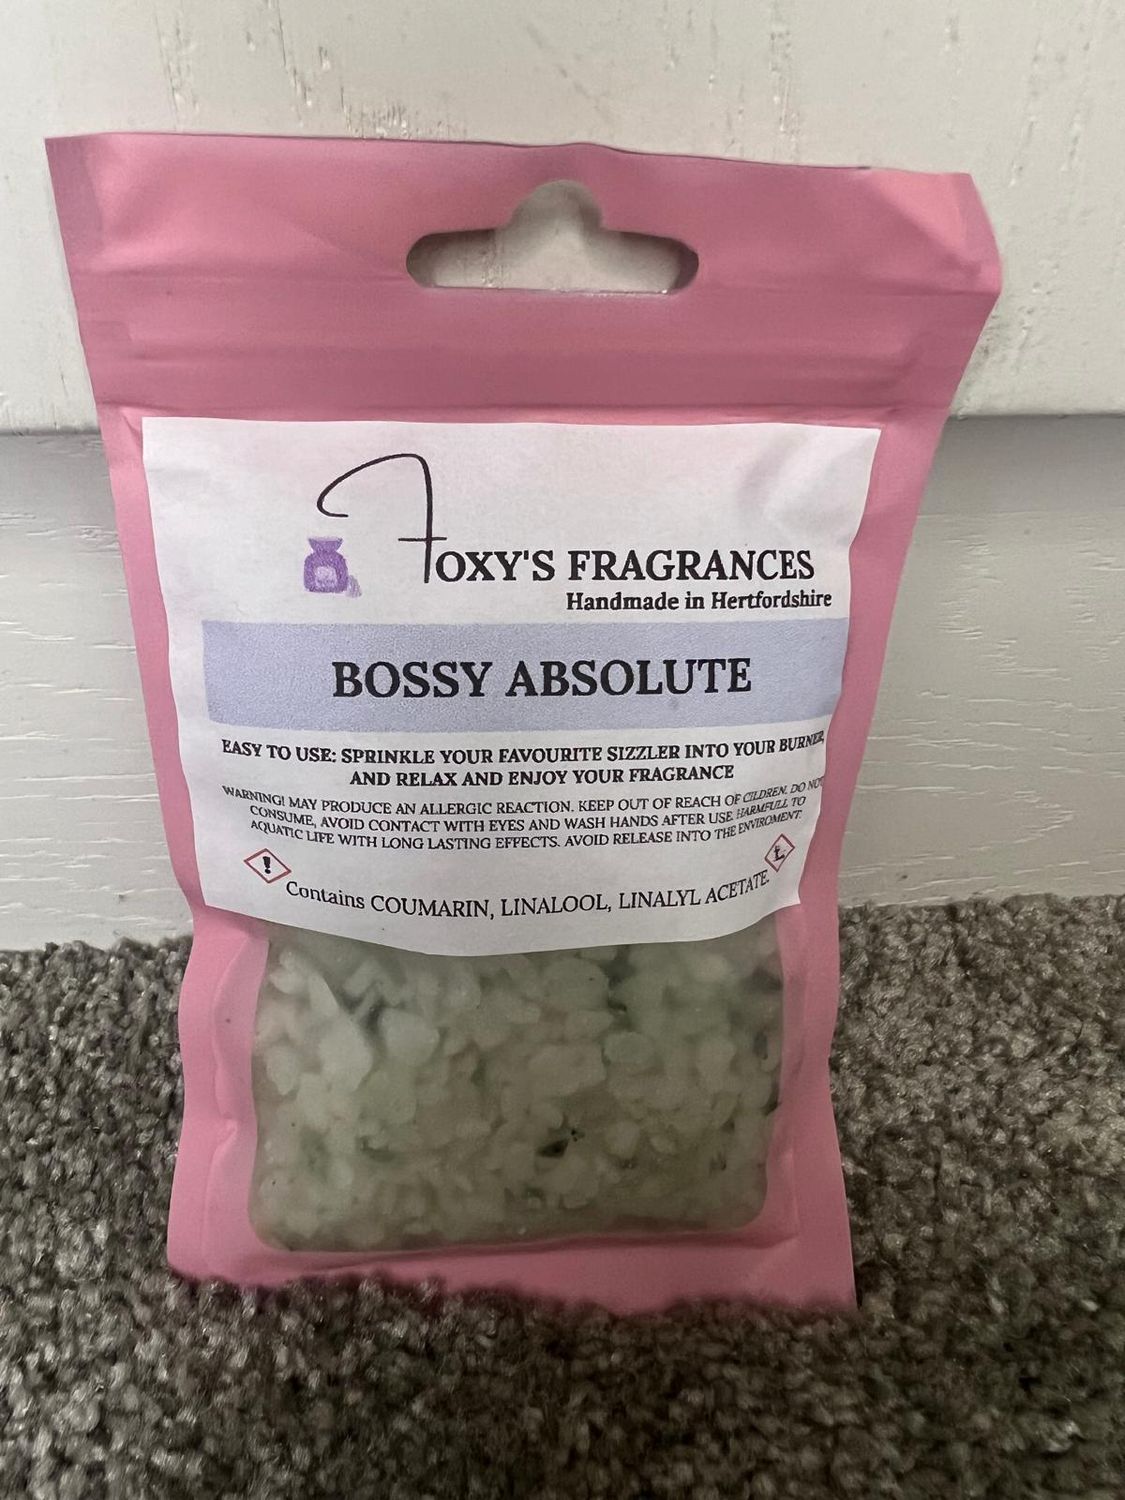 FOXY'S FRAGRANCES
Handmade in Hertfordshire
BOSSY ABSOLUTE
EASY TO USE: SPRINKLE YOUR FAVOURITE SIZZLER INTO YOUR BURNER,
AND RELAX AND ENJOY YOUR FRAGRANCE
WARNING! MAY PRODUCE AN ALLERGIC REACTION. KEEP OUT OF REACH OF CILDREN. DO NOT
CONSUME, AVOID CONTACT WITH EYES AND WASH HANDS AFTER USE HARMFULL TO
AQUATIC LIFE WITH LONG LASTING EFFECTS. AVOID RELEASE INTO THE ENVIROMENT.
Contains COUMARIN, LINALOOL, LINALYL ACETATE.